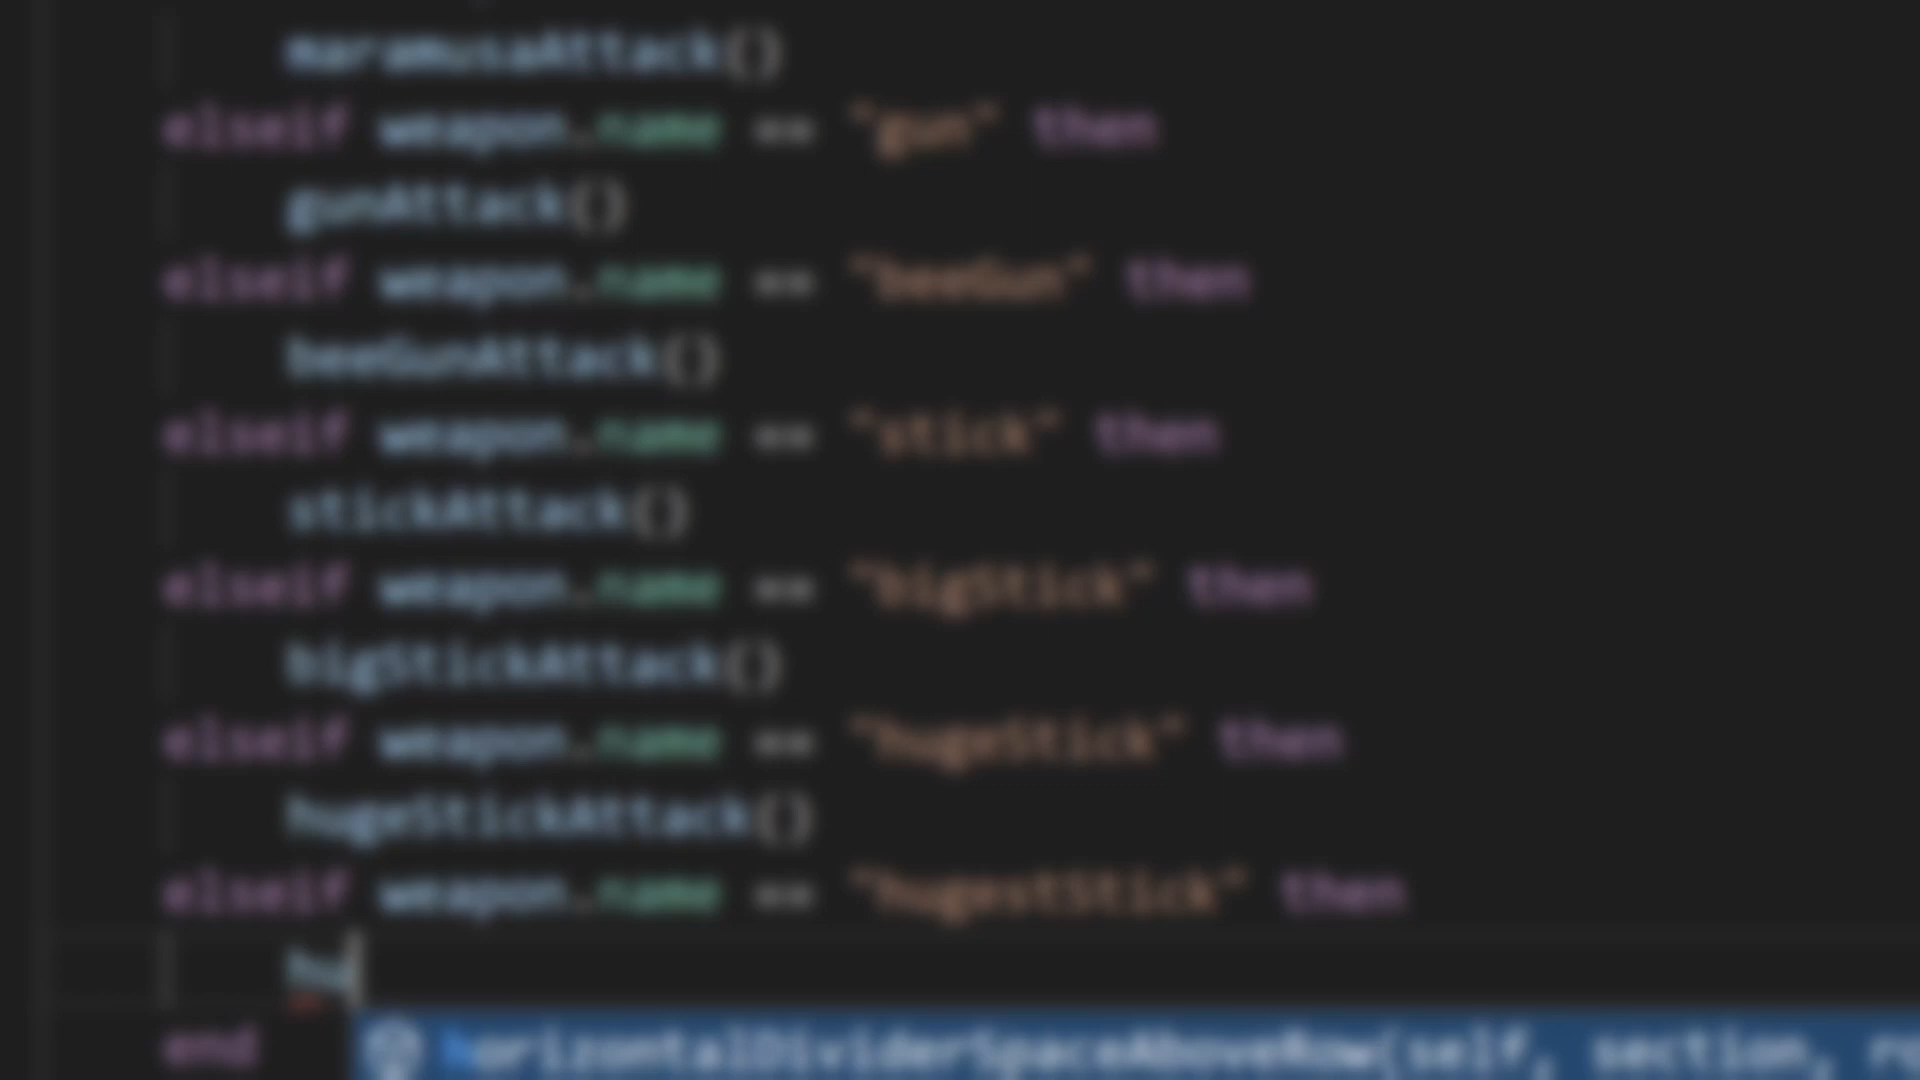 maramusaAttack()
elseif weapon.name == "gun" then
gunAttack()
elseif weapon.name == "beeGun" then
beeGunAttack()
elseif weapon.name == "stick" then
stickAttack()
elseif weapon.name == "bigStick" then
bigStickAttack()
elseif weapon.name == "hugeStick" then
hugeStickAttack()
elseif weapon.name == "hugestStick" then
hu
end
horizontalDividerSpaceAboveRow(self, section, ro